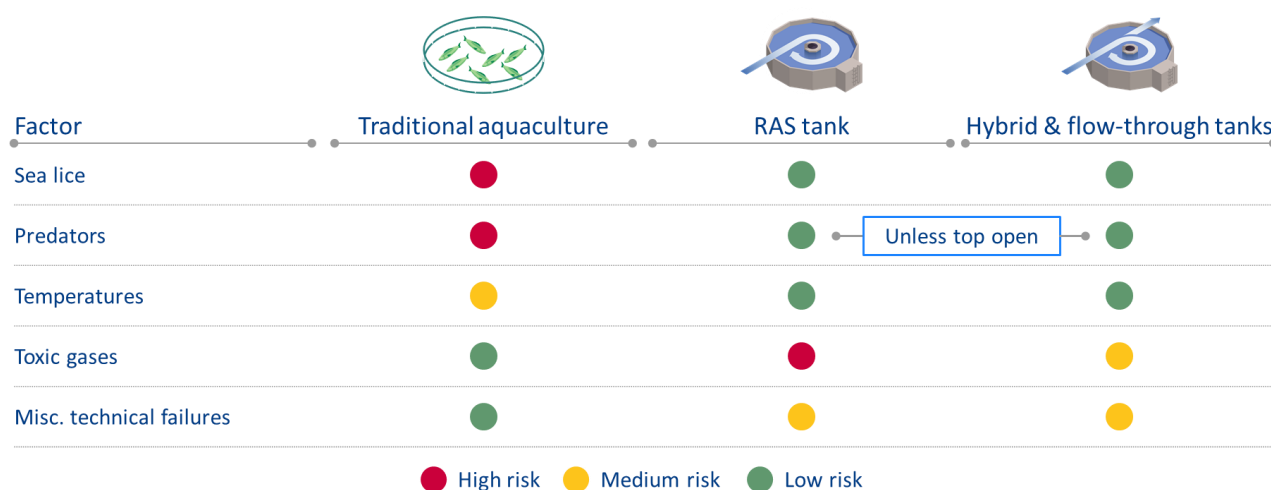 Factor
Traditional aquaculture
RAS tank
Hybrid & flow-through tanks
Sea lice
Predators
Unless top open
Temperatures
Toxic gases
Misc. technical failures
High risk
Medium risk
Low risk